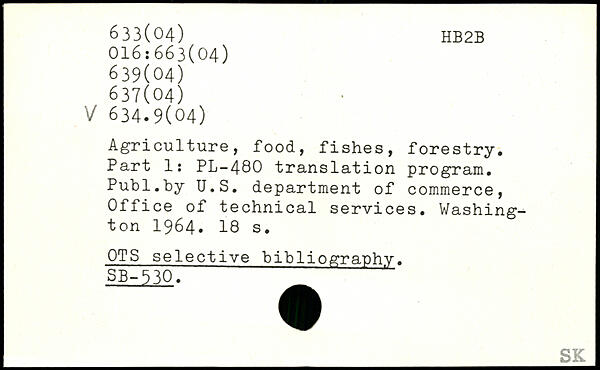 633(04)
HB2B
016:663(04)
639(04)
637(04)
V 634.9(04)
Agriculture, food, fishes, forestry.
Part 1: PL-480 translation program.
Publ.by U.S. department of commerce,
Office of technical services. Washing-
ton 1964. 18 s.
OTS selective bibliography.
SB-530.
SK